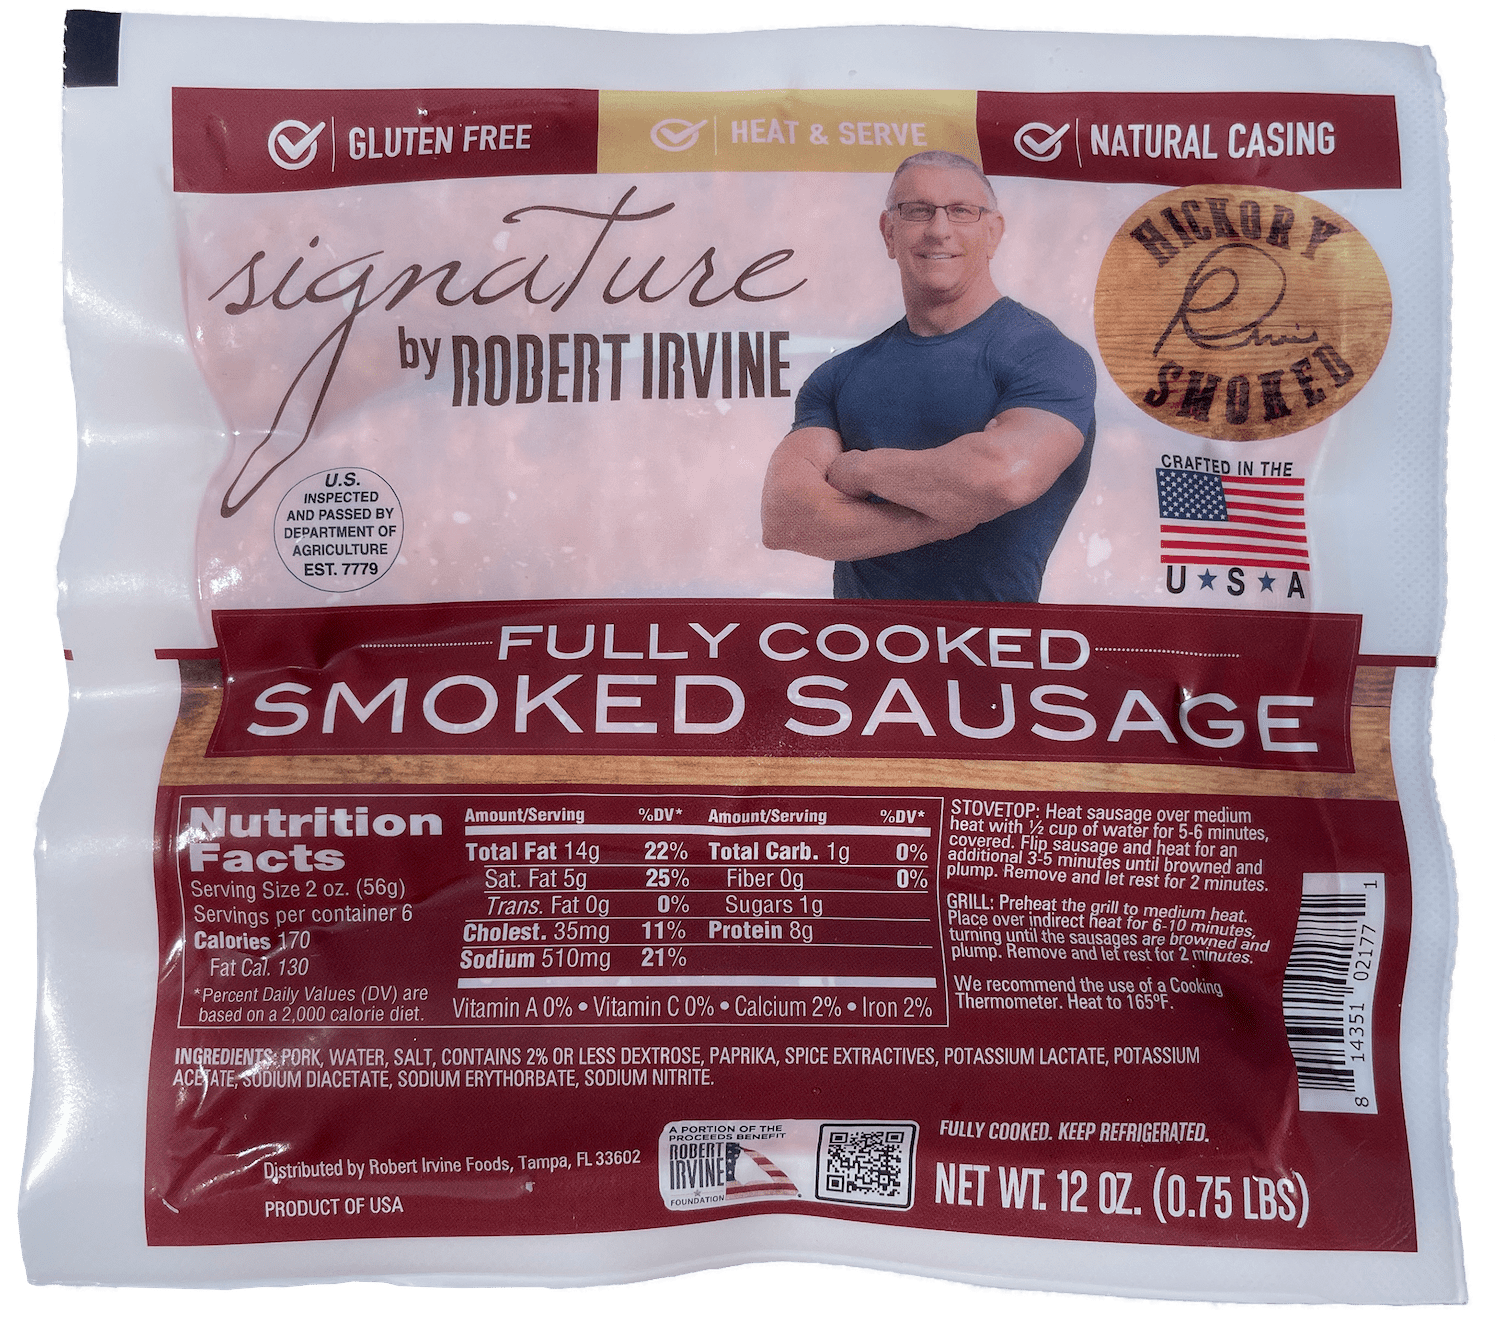 GLUTEN FREE
HEAT & SERVE
NATURAL CASING
signature
by ROBERT IRVINE
HICKORY
SMOKED
U.S.
INSPECTED
AND PASSED BY
DEPARTMENT OF
AGRICULTURE
EST. 7779
CRAFTED IN THE
U★S★A
FULLY COOKED
SMOKED SAUSAGE
Nutrition
Facts
Serving Size 2 oz. (56g)
Servings per container 6
Calories 170
Fat Cal. 130
*Percent Daily Values (DV) are
based on a 2,000 calorie diet.
Amount/Serving %DV* Amount/Serving %DV*
Total Fat 14g 22% Total Carb. 1g 0%
Sat. Fat 5g 25% Fiber 0g 0%
Trans. Fat 0g 0% Sugars 1g
Cholest. 35mg 11% Protein 8g
Sodium 510mg 21%
Vitamin A 0% • Vitamin C 0% • Calcium 2% • Iron 2%
STOVETOP: Heat sausage over medium
heat with ½ cup of water for 5-6 minutes,
covered. Flip sausage and heat for an
additional 3-5 minutes until browned and
plump. Remove and let rest for 2 minutes.
GRILL: Preheat the grill to medium heat.
Place over indirect heat for 6-10 minutes,
turning until the sausages are browned and
plump. Remove and let rest for 2 minutes.
We recommend the use of a Cooking
Thermometer. Heat to 165ºF.
8 14351 02177 1
INGREDIENTS: PORK, WATER, SALT, CONTAINS 2% OR LESS DEXTROSE, PAPRIKA, SPICE EXTRACTIVES, POTASSIUM LACTATE, POTASSIUM
ACETATE, SODIUM DIACETATE, SODIUM ERYTHORBATE, SODIUM NITRITE.
Distributed by Robert Irvine Foods, Tampa, FL 33602
PRODUCT OF USA
A PORTION OF THE
PROCEEDS BENEFIT
ROBERT
IRVINE
FOUNDATION
FULLY COOKED. KEEP REFRIGERATED.
NET WT. 12 OZ. (0.75 LBS)